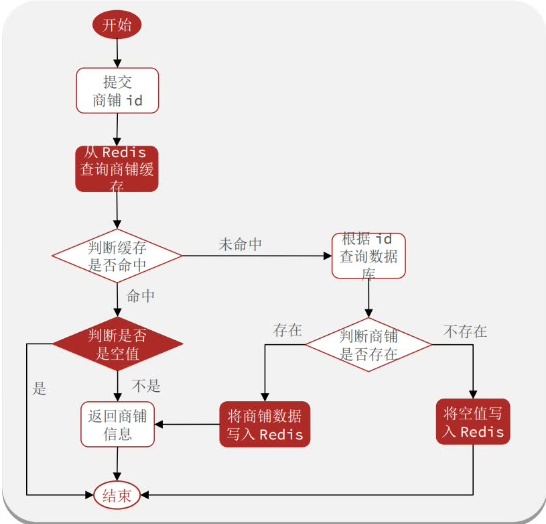 开始
提交
商铺 id
从 Redis
查询商铺缓
存
判断缓存
是否命中
未命中
根据 id
查询数据
库
命中
判断是否
是空值
存在
判断商铺
是否存在
不存在
是
不是
返回商铺
信息
将商铺数据
写入 Redis
将空值写
入 Redis
结束